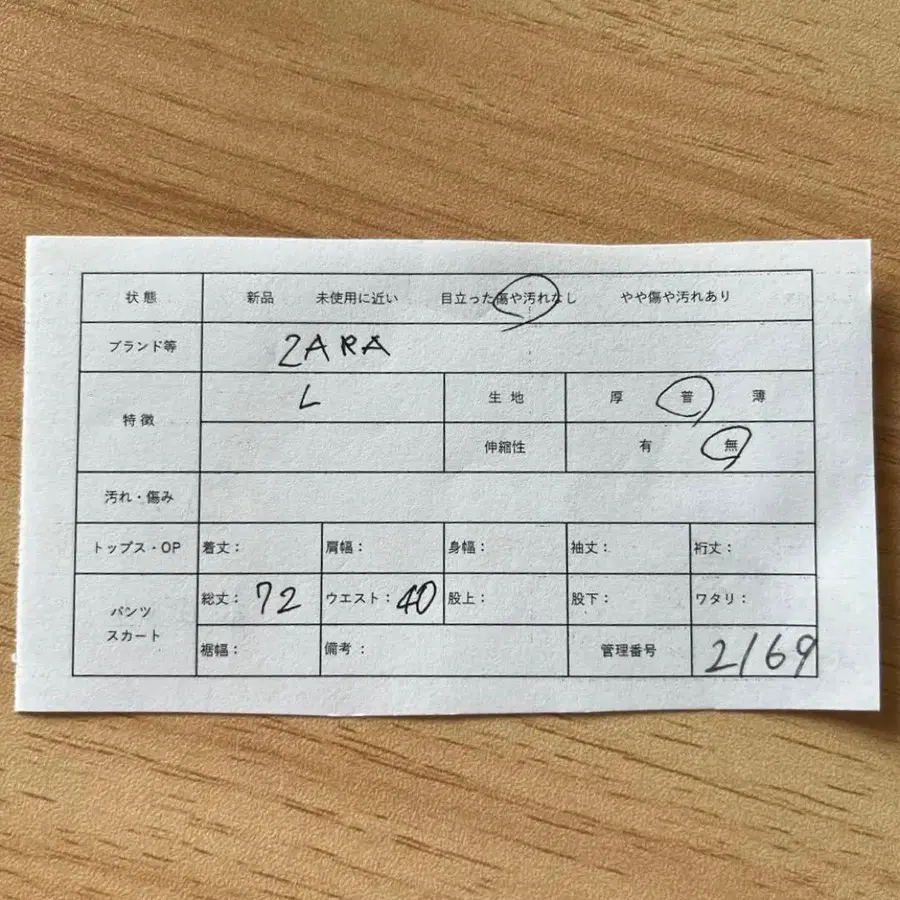 状態 新品 未使用に近い 目立った傷や汚れなし やや傷や汚れあり
ブランド等 ZARA
特徴 L 生地 厚 普 薄
伸縮性 有 無
汚れ・傷み
トップス・OP 着丈: 肩幅: 身幅: 袖丈: 裄丈:
パンツ スカート 総丈: 72 ウエスト: 40 股上: 股下: ワタリ:
裾幅: 備考: 管理番号 2169